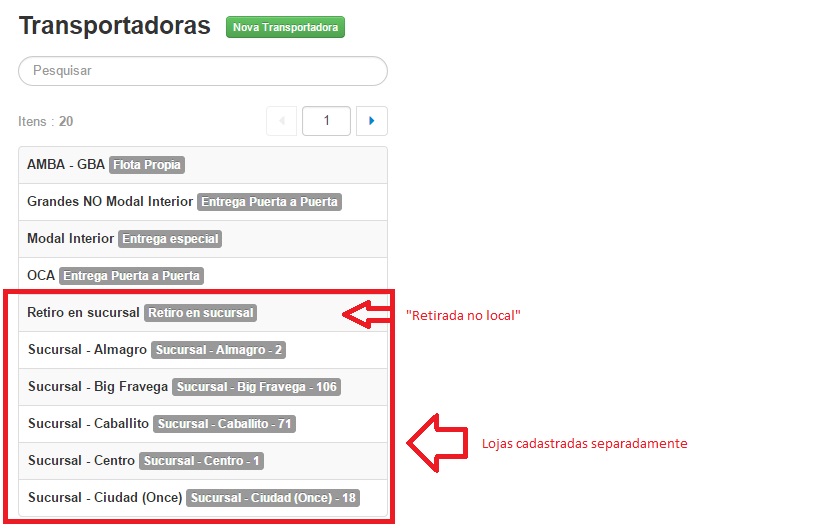 Transportadoras Nova Transportadora
Pesquisar
Itens : 20 1
AMBA - GBA Flota Propia
Grandes NO Modal Interior Entrega Puerta a Puerta
Modal Interior Entrega especial
OCA Entrega Puerta a Puerta
Retiro en sucursal Retiro en sucursal "Retirada no local"
Sucursal - Almagro Sucursal - Almagro - 2
Sucursal - Big Fravega Sucursal - Big Fravega - 106
Sucursal - Caballito Sucursal - Caballito - 71
Lojas cadastradas separadamente
Sucursal - Centro Sucursal - Centro - 1
Sucursal - Ciudad (Once) Sucursal - Ciudad (Once) - 18